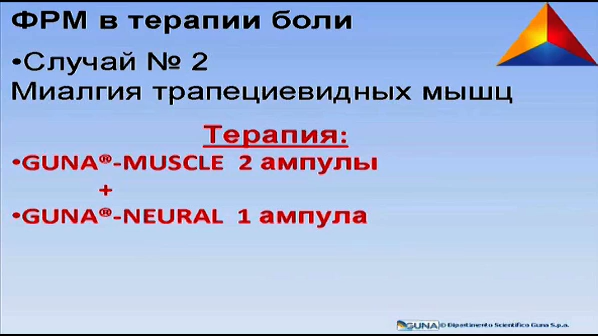 ФРМ в терапии боли
•Случай № 2
Миалгия трапециевидных мышц
Терапия:
•GUNA®-MUSCLE 2 ампулы
+
•GUNA®-NEURAL 1 ампула
GUNA © Dipartimento Scientifico Guna S.p.a.